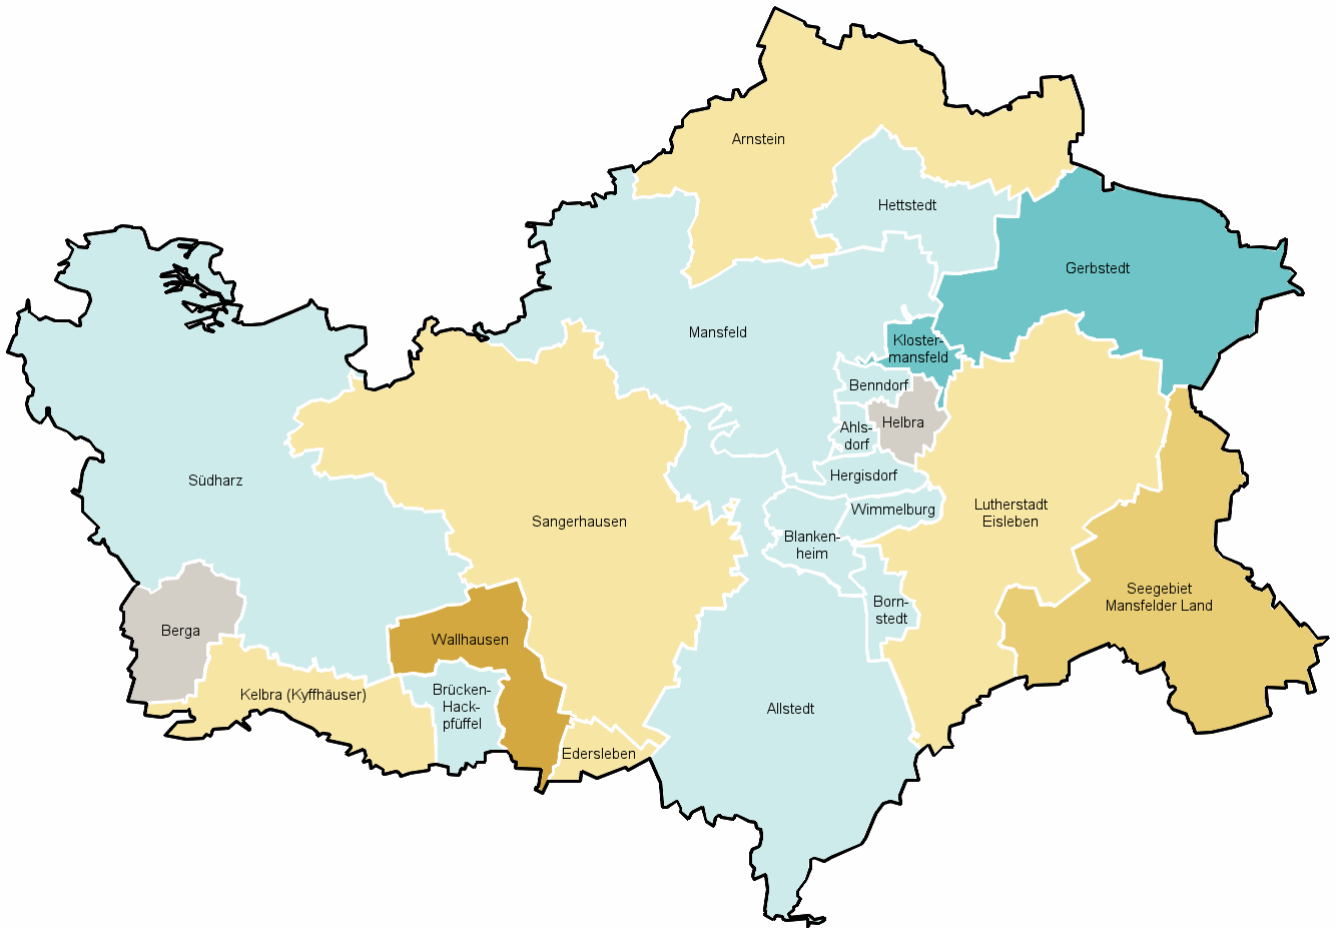 Arnstein
Hettstedt
Gerbstedt
Mansfeld
Kloster-
mansfeld
Benndorf
Helbra
Ahls-
dorf
Hergisdorf
Südharz
Sangerhausen
Wimmelburg
Lutherstadt
Eisleben
Blanken-
heim
Seegebiet
Mansfelder Land
Born-
stedt
Berga
Wallhausen
Kelbra (Kyffhäuser)
Brücken-
Hack-
pfüffel
Allstedt
Edersleben